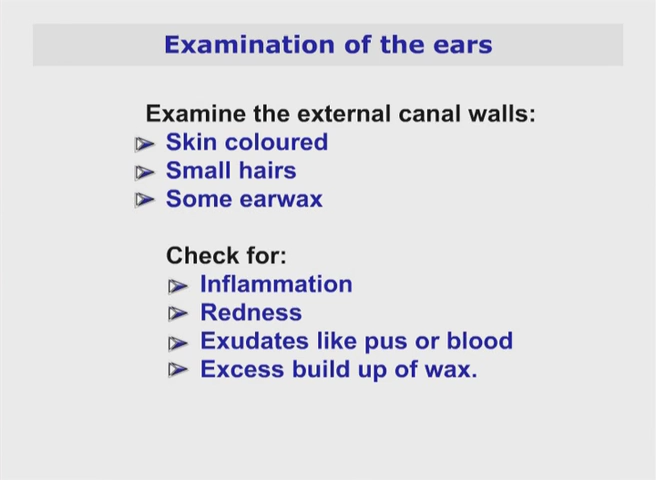 Examination of the ears
Examine the external canal walls:
Skin coloured
Small hairs
Some earwax
Check for:
Inflammation
Redness
Exudates like pus or blood
Excess build up of wax.